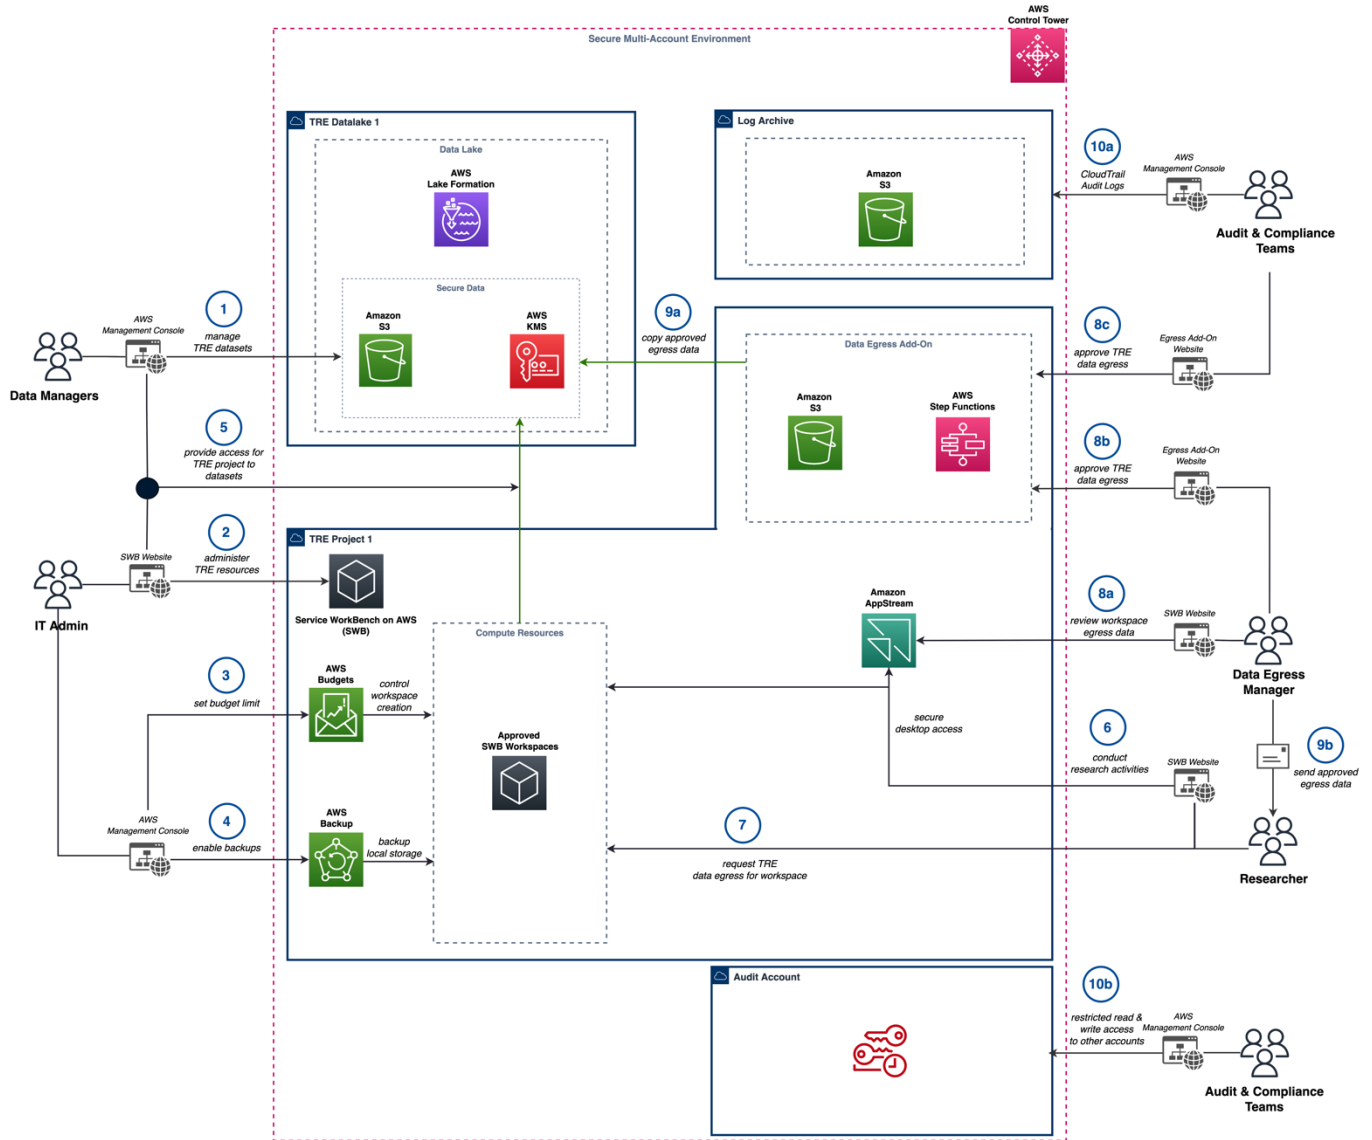 AWS
Control Tower
Secure Multi-Account Environment
TRE Datalake 1
Data Lake
AWS
Lake Formation
Secure Data
Amazon
S3
AWS
KMS
Log Archive
Amazon
S3
10a
CloudTrail
Audit Logs
AWS
Management Console
Audit & Compliance
Teams
1
manage
TRE datasets
AWS
Management Console
Data Managers
9a
copy approved
egress data
Data Egress Add-On
Amazon
S3
AWS
Step Functions
8c
approve TRE
data egress
Egress Add-On
Website
5
provide access for
TRE project to
datasets
8b
approve TRE
data egress
Egress Add-On
Website
2
administer
TRE resources
SWB Website
IT Admin
TRE Project 1
Service WorkBench on AWS
(SWB)
Compute Resources
Amazon
AppStream
8a
review workspace
egress data
SWB Website
Data Egress
Manager
3
set budget limit
AWS
Budgets
control
workspace
creation
Approved
SWB Workspaces
secure
desktop access
6
conduct
research activities
SWB Website
9b
send approved
egress data
4
enable backups
AWS
Management Console
AWS
Backup
backup
local storage
7
request TRE
data egress for workspace
Researcher
Audit Account
10b
restricted read &
write access
to other accounts
AWS
Management Console
Audit & Compliance
Teams